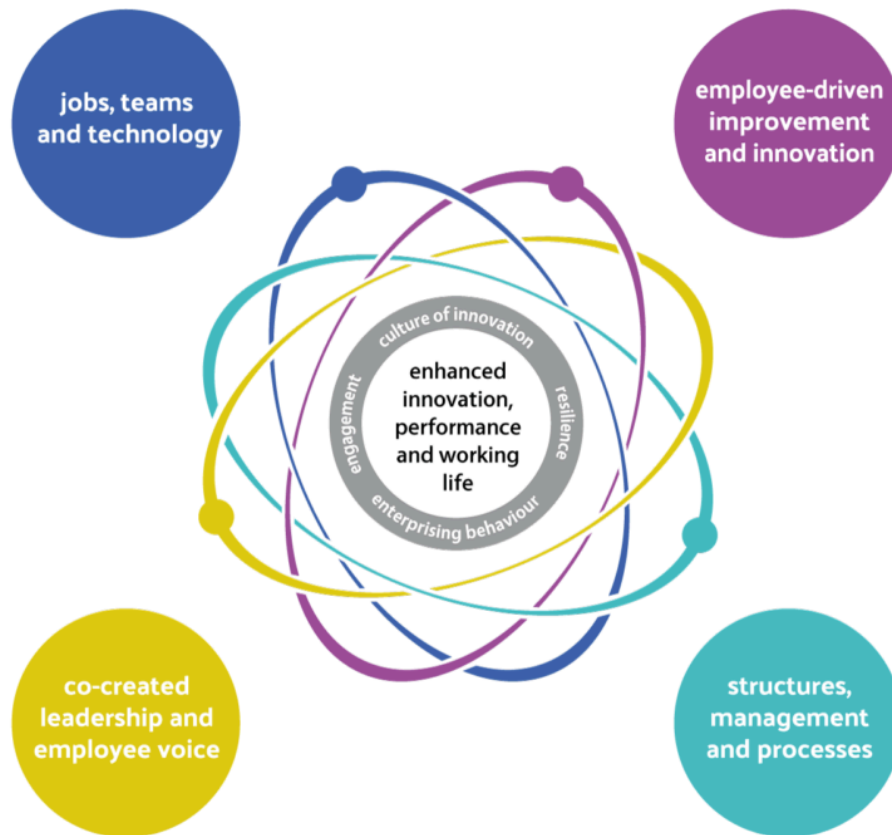 jobs, teams
and technology
employee-driven
improvement
and innovation
culture of innovation
engagement
resilience
enterprising behaviour
enhanced
innovation,
performance
and working
life
co-created
leadership and
employee voice
structures,
management
and processes